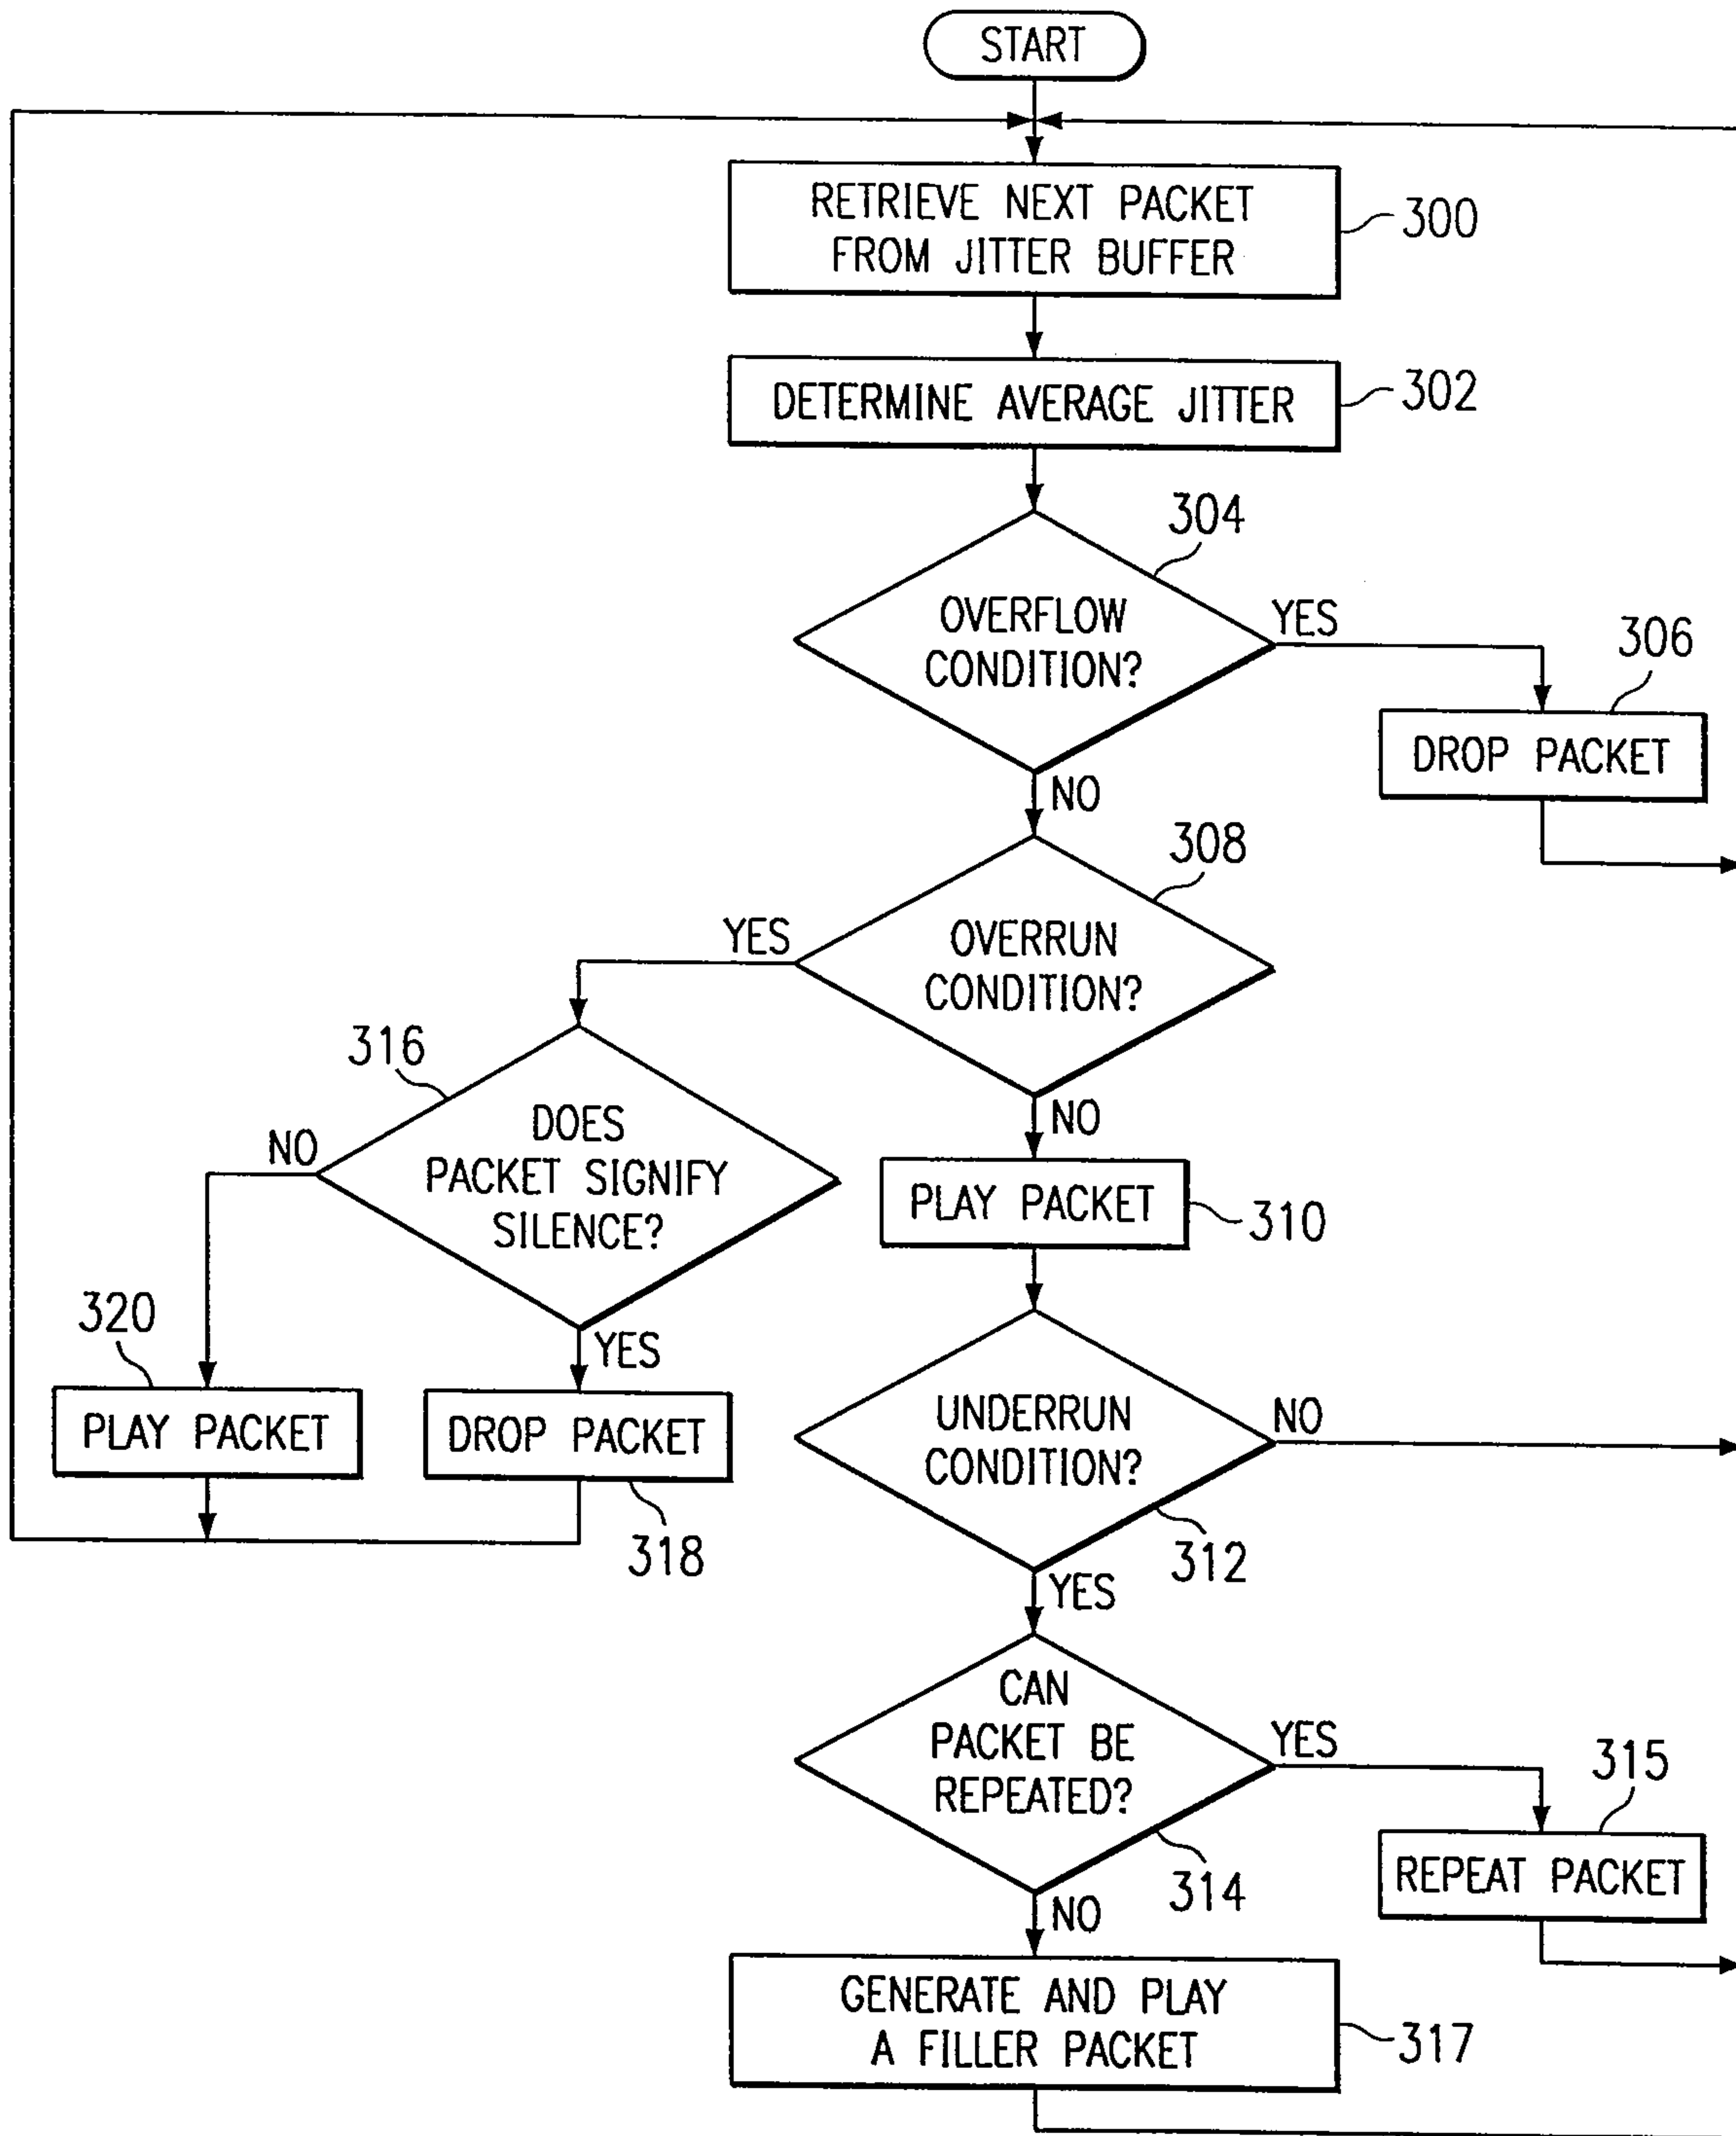 START
RETRIEVE NEXT PACKET
FROM JITTER BUFFER
300
DETERMINE AVERAGE JITTER
302
304
OVERFLOW
CONDITION?
YES
306
DROP PACKET
NO
308
YES
OVERRUN
CONDITION?
316
NO
DOES
PACKET SIGNIFY
SILENCE?
NO
PLAY PACKET
310
320
YES
PLAY PACKET
DROP PACKET
318
UNDERRUN
CONDITION?
NO
312
YES
CAN
PACKET BE
REPEATED?
YES
315
314
REPEAT PACKET
NO
GENERATE AND PLAY
A FILLER PACKET
317